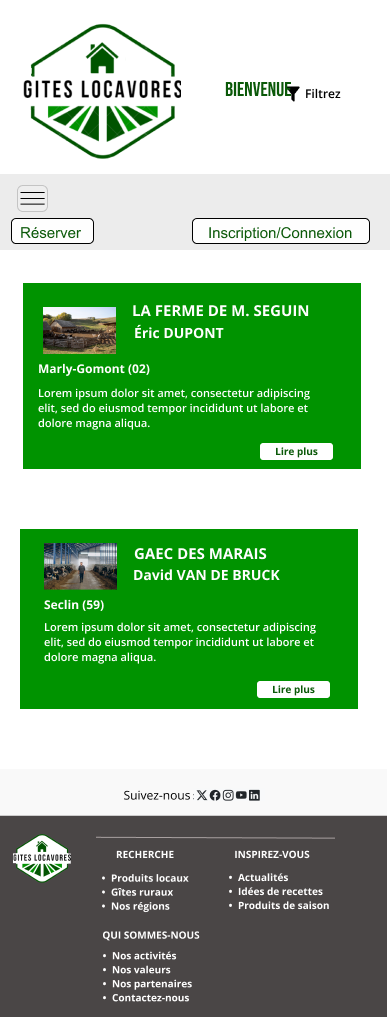 GITES LOCAVORES
BIENVENUE
Filtrez
Réserver
Inscription/Connexion
LA FERME DE M. SEGUIN
Éric DUPONT
Marly-Gomont (02)
Lorem ipsum dolor sit amet, consectetur adipiscing
elit, sed do eiusmod tempor incididunt ut labore et
dolore magna aliqua.
Lire plus
GAEC DES MARAIS
David VAN DE BRUCK
Seclin (59)
Lorem ipsum dolor sit amet, consectetur adipiscing
elit, sed do eiusmod tempor incididunt ut labore et
dolore magna aliqua.
Lire plus
Suivez-nous :
GITES LOCAVORES
RECHERCHE
• Produits locaux
• Gîtes ruraux
• Nos régions
INSPIREZ-VOUS
• Actualités
• Idées de recettes
• Produits de saison
QUI SOMMES-NOUS
• Nos activités
• Nos valeurs
• Nos partenaires
• Contactez-nous